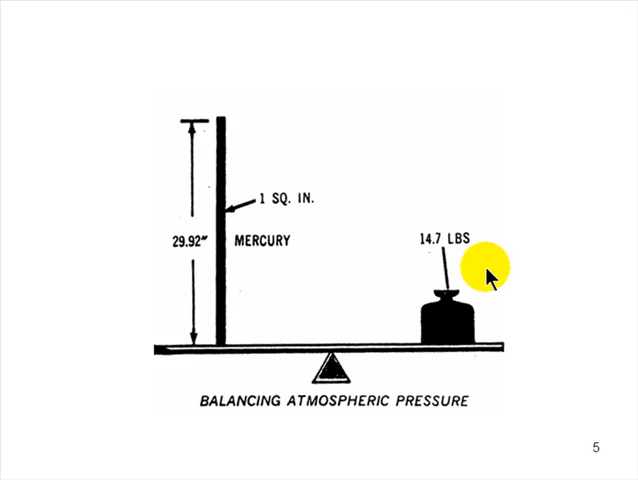 1 SQ. IN.
29.92" MERCURY
14.7 LBS
BALANCING ATMOSPHERIC PRESSURE
5